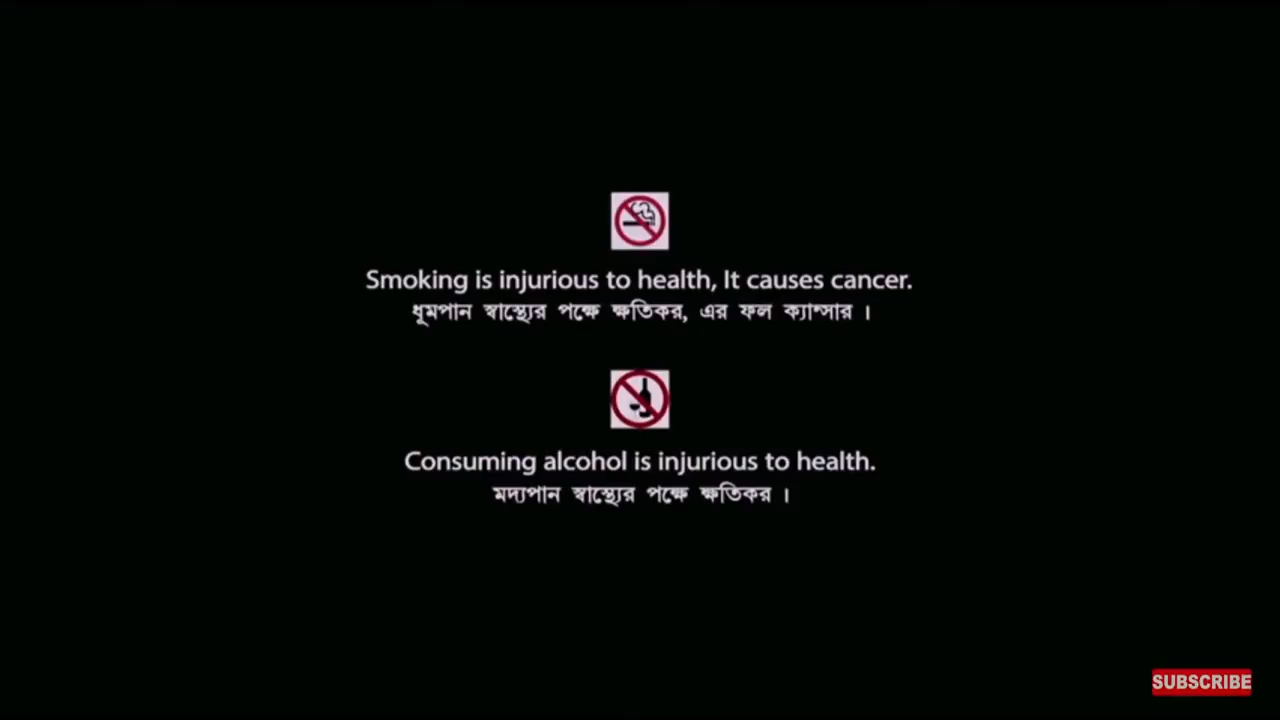 Smoking is injurious to health, It causes cancer.
ধূমপান স্বাস্থ্যের পক্ষে ক্ষতিকর, এর ফল ক্যান্সার ।
Consuming alcohol is injurious to health.
মদ্যপান স্বাস্থ্যের পক্ষে ক্ষতিকর ।
SUBSCRIBE